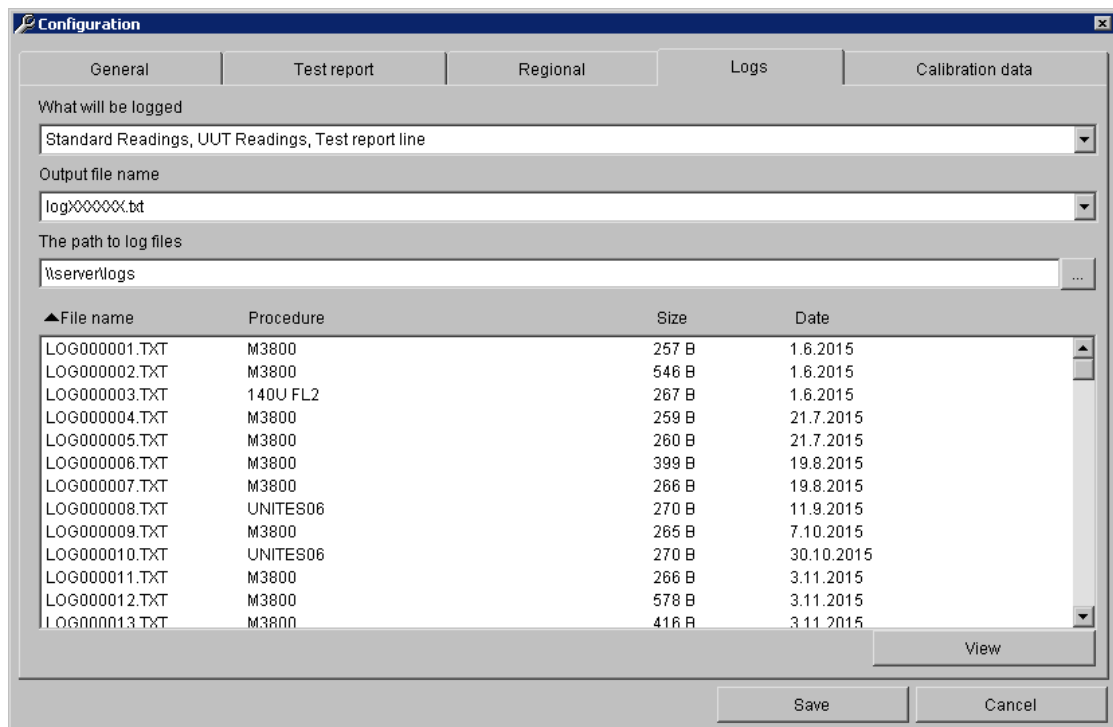 Configuration
General Test report Regional Logs Calibration data
What will be logged
Standard Readings, UUT Readings, Test report line
Output file name
logXXXXXX.txt
The path to log files
\\server\logs
...
File name Procedure Size Date
LOG000001.TXT M3800 257 B 1.6.2015
LOG000002.TXT M3800 546 B 1.6.2015
LOG000003.TXT 140U FL2 267 B 1.6.2015
LOG000004.TXT M3800 259 B 21.7.2015
LOG000005.TXT M3800 260 B 21.7.2015
LOG000006.TXT M3800 399 B 19.8.2015
LOG000007.TXT M3800 266 B 19.8.2015
LOG000008.TXT UNITES06 270 B 11.9.2015
LOG000009.TXT M3800 265 B 7.10.2015
LOG000010.TXT UNITES06 270 B 30.10.2015
LOG000011.TXT M3800 266 B 3.11.2015
LOG000012.TXT M3800 578 B 3.11.2015
LOG000013.TXT M3800 416 B 3.11.2015
View
Save Cancel